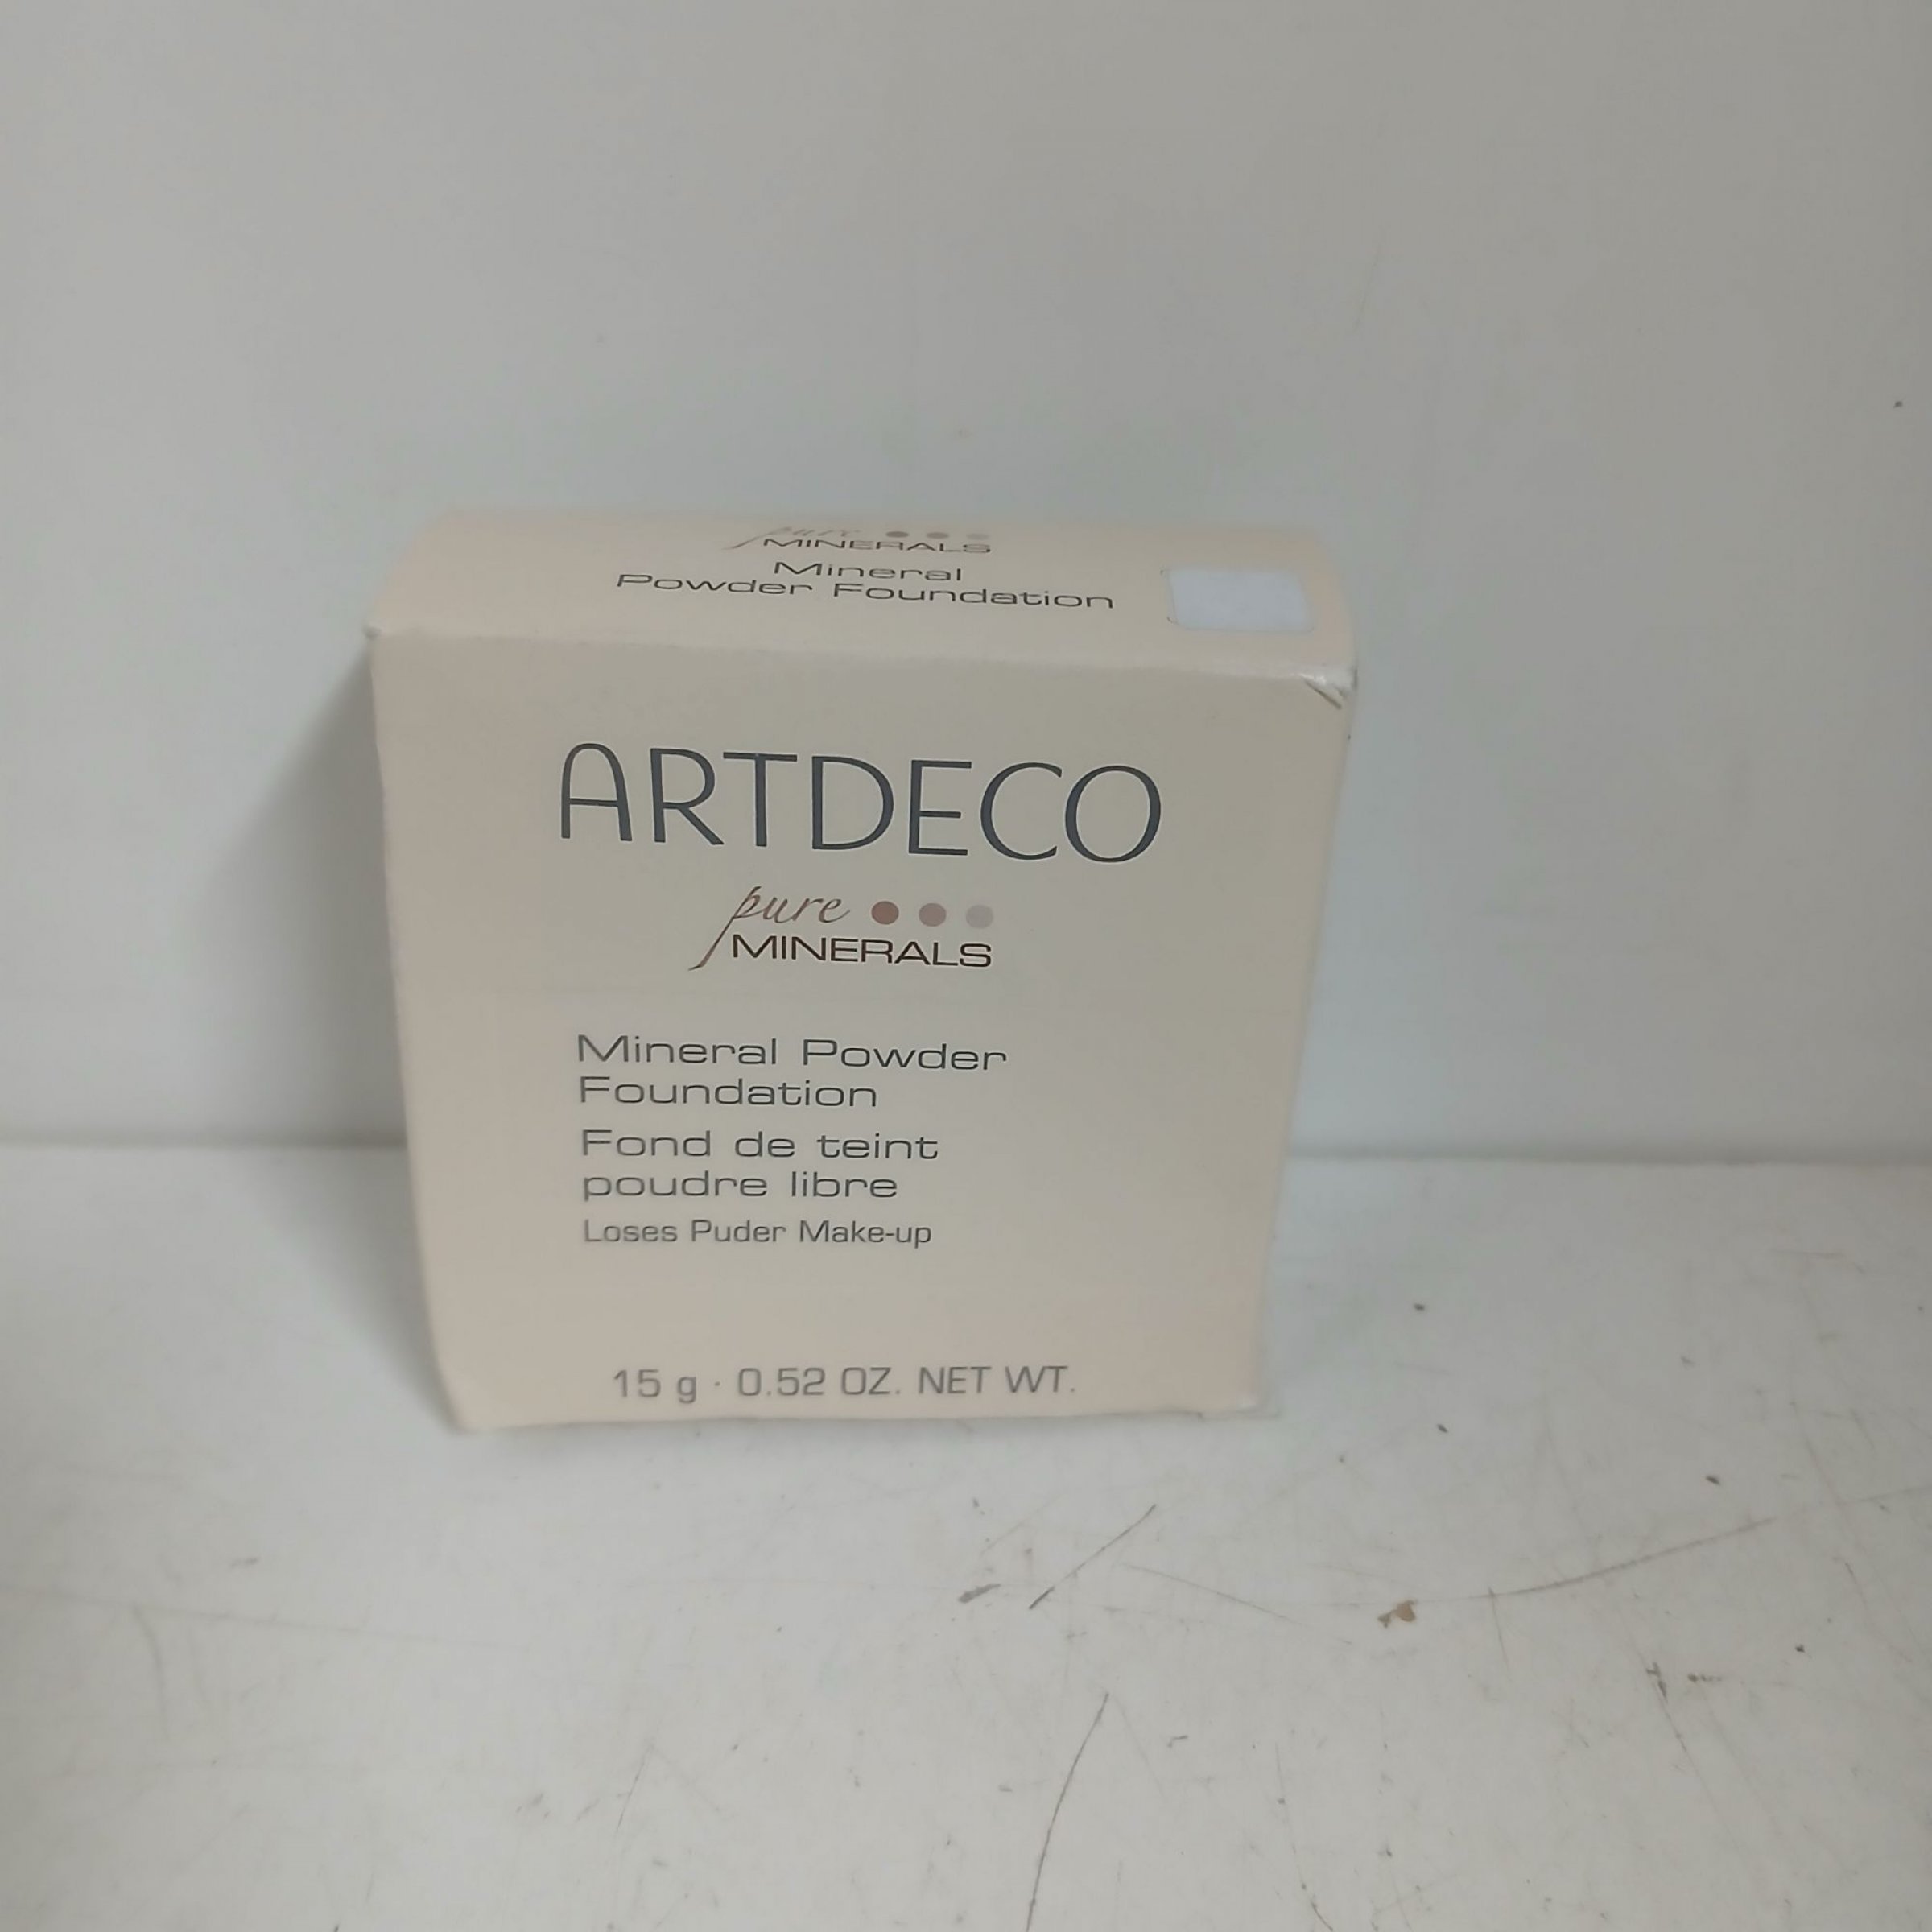 pure
MINERALS
Mineral
Powder Foundation
ARTDECO
pure
MINERALS
Mineral Powder
Foundation
Fond de teint
poudre libre
Loses Puder Make-up
15 g · 0.52 OZ. NET WT.